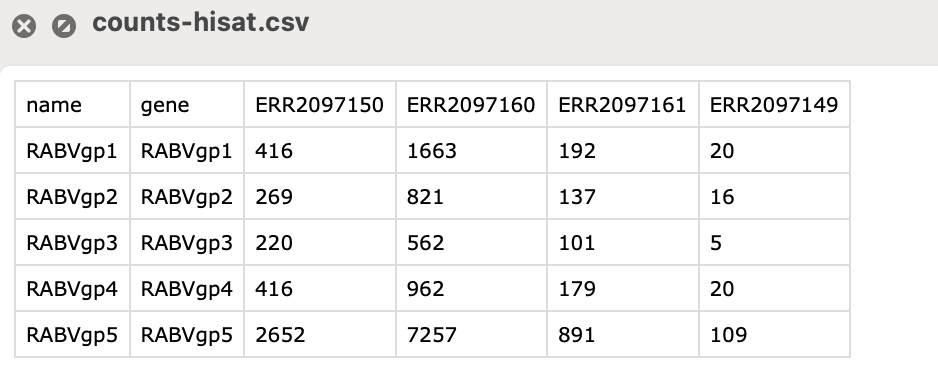 counts-hisat.csv
name gene ERR2097150 ERR2097160 ERR2097161 ERR2097149
RABVgp1 RABVgp1 416 1663 192 20
RABVgp2 RABVgp2 269 821 137 16
RABVgp3 RABVgp3 220 562 101 5
RABVgp4 RABVgp4 416 962 179 20
RABVgp5 RABVgp5 2652 7257 891 109